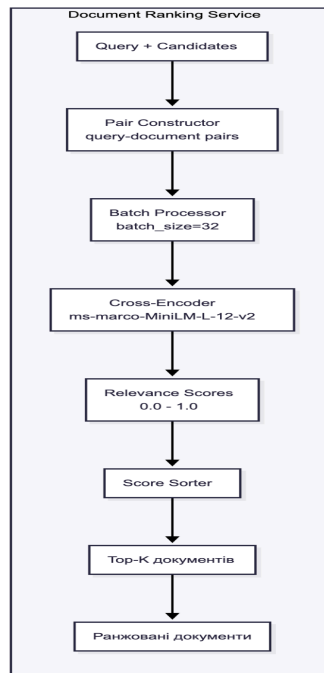 Document Ranking Service
Query + Candidates
Pair Constructor
query-document pairs
Batch Processor
batch_size=32
Cross-Encoder
ms-marco-MiniLM-L-12-v2
Relevance Scores
0.0 - 1.0
Score Sorter
Top-K документів
Ранжовані документи